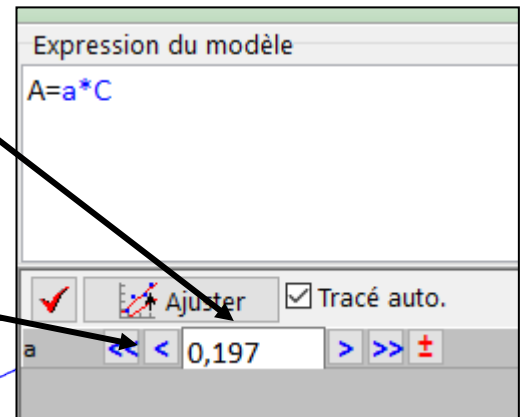 Expression du modèle
A=a*C
Ajuster Tracé auto.
a << < 0,197 > >> ±